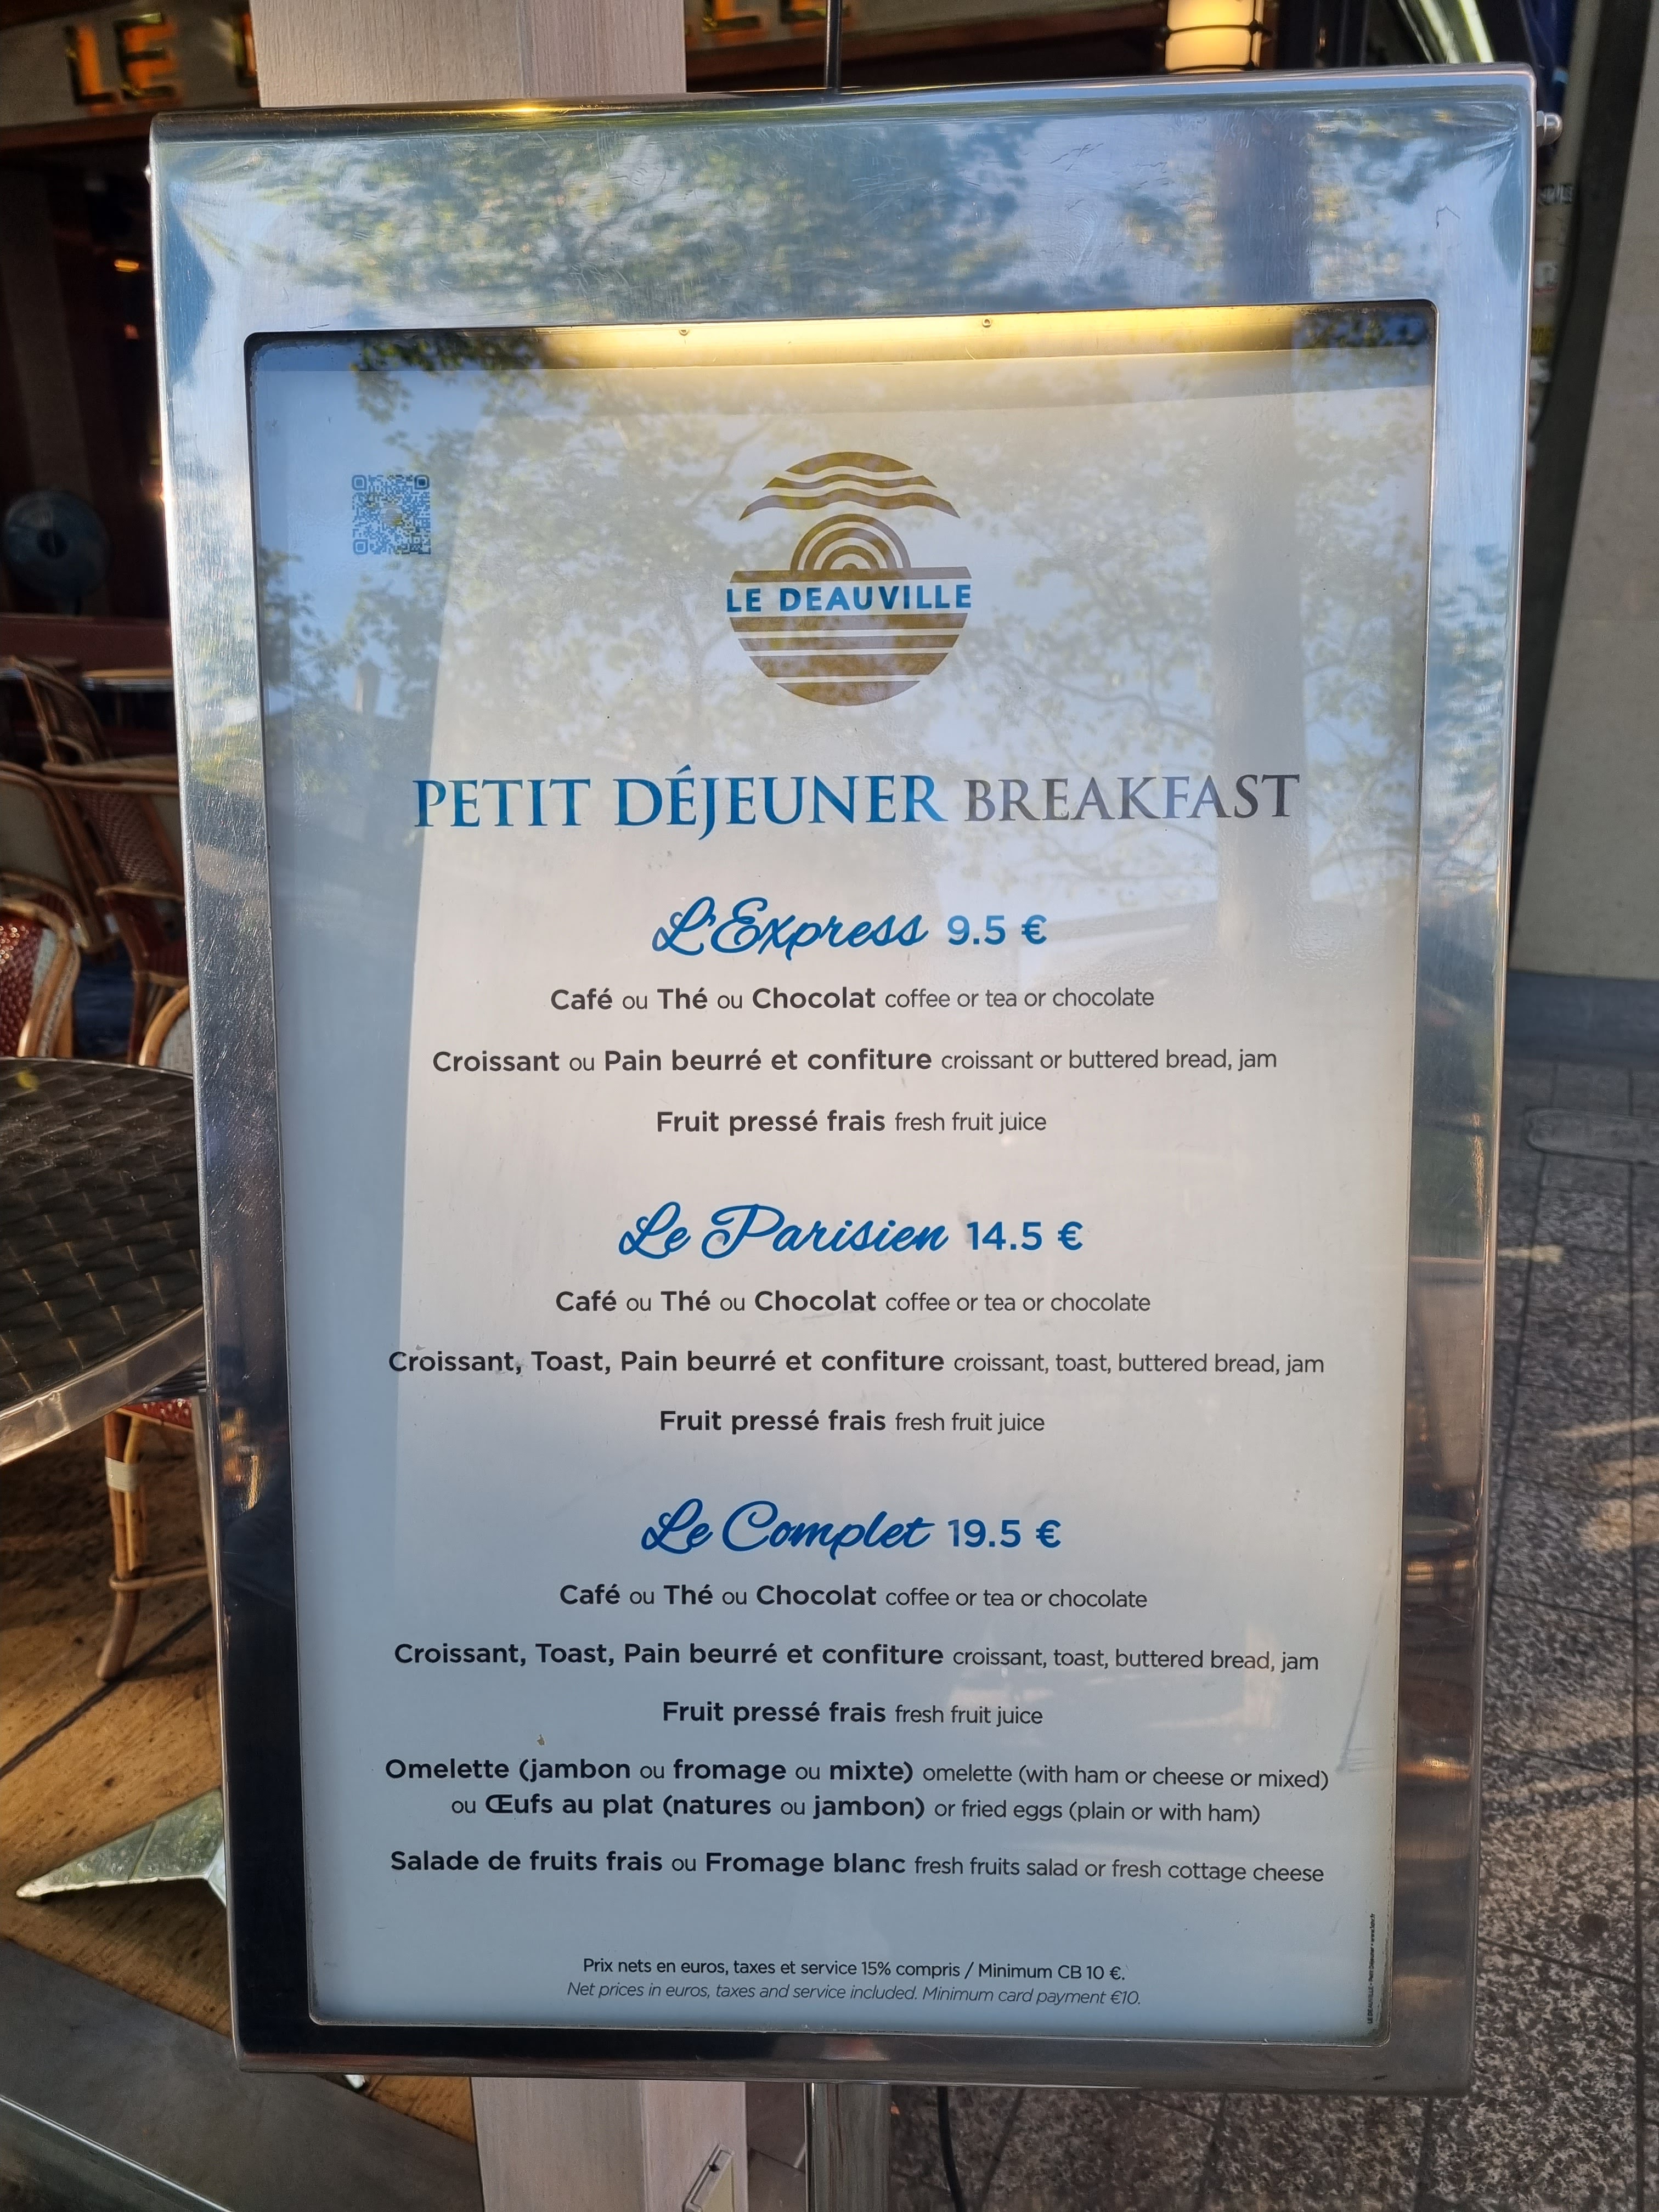 LE
LE DEAUVILLE
PETIT DÉJEUNER BREAKFAST
L'Express 9.5 €
Café ou Thé ou Chocolat coffee or tea or chocolate
Croissant ou Pain beurré et confiture croissant or buttered bread, jam
Fruit pressé frais fresh fruit juice
Le Parisien 14.5 €
Café ou Thé ou Chocolat coffee or tea or chocolate
Croissant, Toast, Pain beurré et confiture croissant, toast, buttered bread, jam
Fruit pressé frais fresh fruit juice
Le Complet 19.5 €
Café ou Thé ou Chocolat coffee or tea or chocolate
Croissant, Toast, Pain beurré et confiture croissant, toast, buttered bread, jam
Fruit pressé frais fresh fruit juice
Omelette (jambon ou fromage ou mixte) omelette (with ham or cheese or mixed)
ou Œufs au plat (natures ou jambon) or fried eggs (plain or with ham)
Salade de fruits frais ou Fromage blanc fresh fruits salad or fresh cottage cheese
Prix nets en euros, taxes et service 15% compris / Minimum CB 10 €.
Net prices in euros, taxes and service included. Minimum card payment €10.